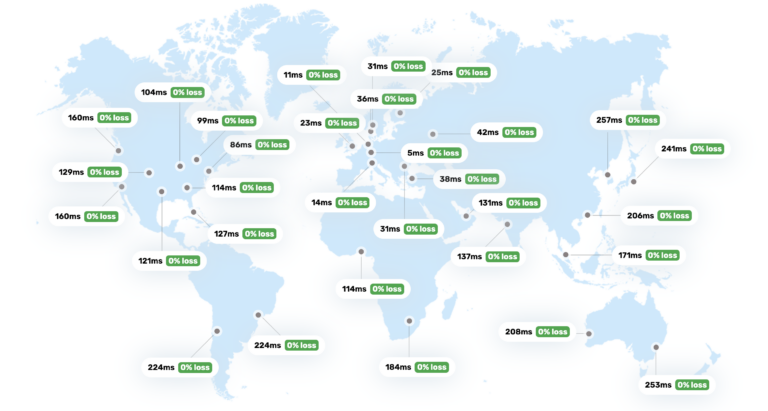 31ms 0% loss
11ms 0% loss
25ms 0% loss
104ms 0% loss
36ms 0% loss
160ms 0% loss
99ms 0% loss
23ms 0% loss
257ms 0% loss
42ms 0% loss
86ms 0% loss
5ms 0% loss
241ms 0% loss
129ms 0% loss
38ms 0% loss
114ms 0% loss
14ms 0% loss
131ms 0% loss
160ms 0% loss
206ms 0% loss
31ms 0% loss
127ms 0% loss
171ms 0% loss
137ms 0% loss
121ms 0% loss
114ms 0% loss
208ms 0% loss
224ms 0% loss
224ms 0% loss
184ms 0% loss
253ms 0% loss